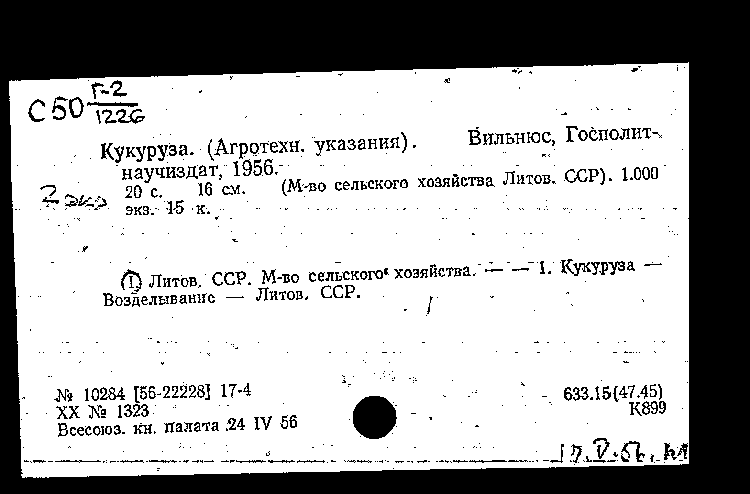 С 50 Г-2
1226
Кукуруза. (Агротехн. указания). Вильнюс, Госполит-
научиздат, 1956.
20 с. 16 см. (М-во сельского хозяйства Литов. ССР). 1.000
2 экз
экз. 15 к.
I Литов. ССР. М-во сельского хозяйства. — — 1. Кукуруза —
Возделывание — Литов. ССР.
№ 10284 [56-22228] 17-4
XX № 1323
Всесоюз. кн. палата 24 IV 56
633.15(47.45)
К899
17.V.56.